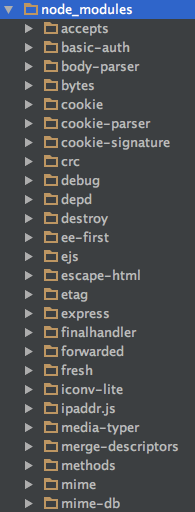 node_modules
accepts
basic-auth
body-parser
bytes
cookie
cookie-parser
cookie-signature
crc
debug
depd
destroy
ee-first
ejs
escape-html
etag
express
finalhandler
forwarded
fresh
iconv-lite
ipaddr.js
media-typer
merge-descriptors
methods
mime
mime-db